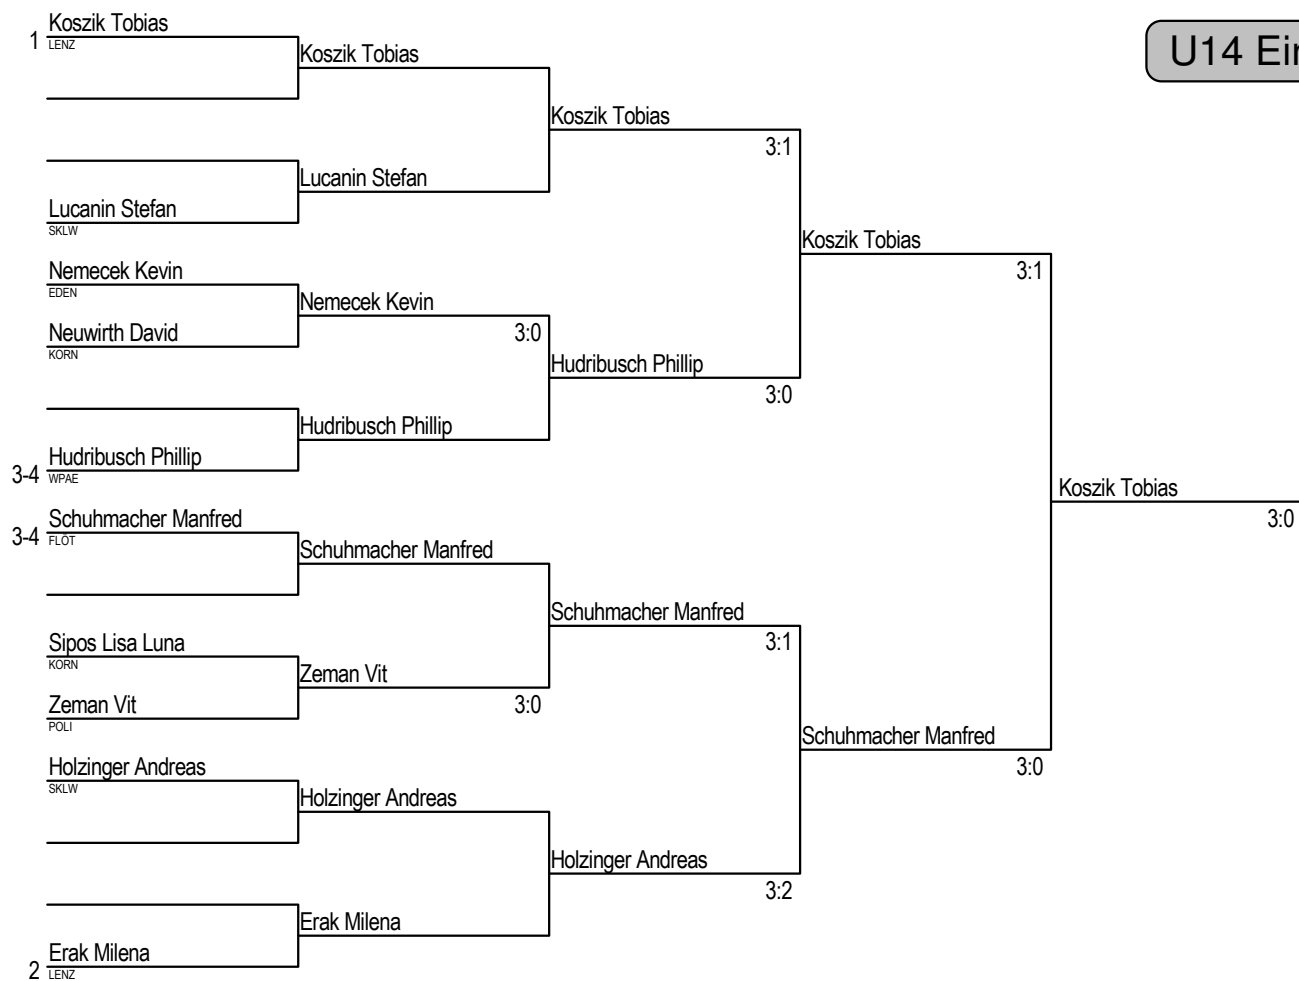 Koszik Tobias
1 LENZ
Koszik Tobias
U14 Ein
Koszik Tobias
3:1
Lucanin Stefan
Lucanin Stefan
SKLW
Koszik Tobias
3:1
Nemecek Kevin
EDEN
Nemecek Kevin
3:0
Neuwirth David
KORN
Hudribusch Phillip
3:0
Hudribusch Phillip
Hudribusch Phillip
3-4 WPAE
Koszik Tobias
3:0
Schuhmacher Manfred
3-4 FLÖT
Schuhmacher Manfred
Schuhmacher Manfred
3:1
Sipos Lisa Luna
KORN
Zeman Vit
3:0
Zeman Vit
POLI
Schuhmacher Manfred
3:0
Holzinger Andreas
SKLW
Holzinger Andreas
Holzinger Andreas
3:2
Erak Milena
Erak Milena
2 LENZ